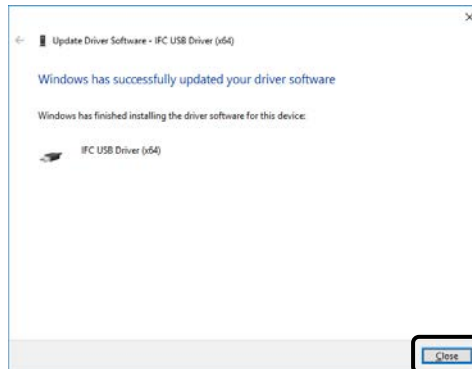 Update Driver Software - IFC USB Driver (x64)
Windows has successfully updated your driver software
Windows has finished installing the driver software for this device:
IFC USB Driver (x64)
Close